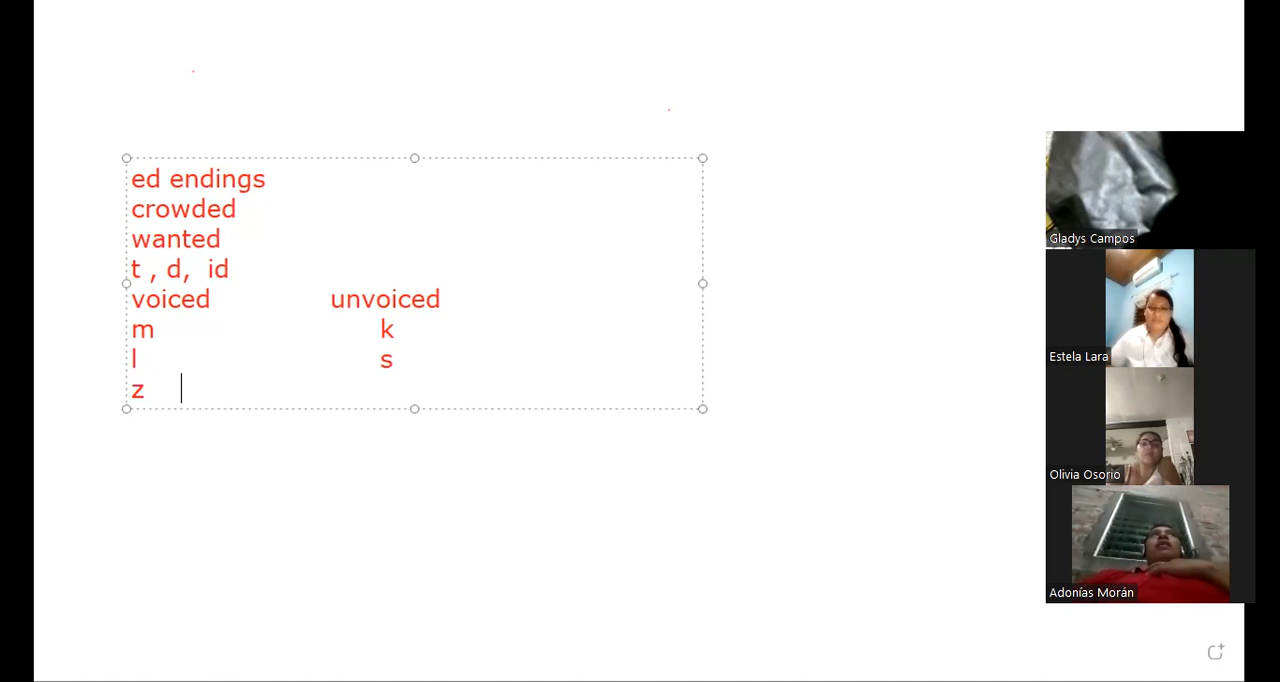 ed endings
crowded
wanted
t , d, id
voiced unvoiced
m k
l s
z
Gladys Campos
Estela Lara
Olivia Osorio
Adonías Morán